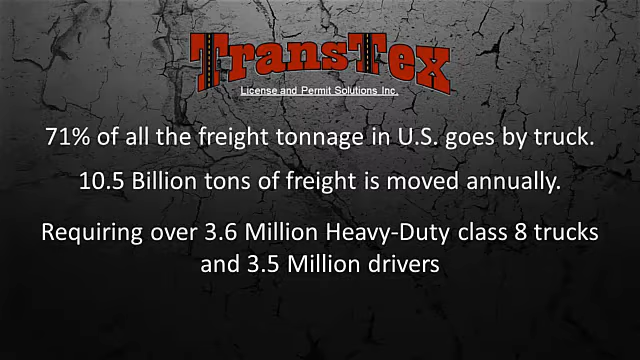 TransTex
License and Permit Solutions Inc.
71% of all the freight tonnage in U.S. goes by truck.
10.5 Billion tons of freight is moved annually.
Requiring over 3.6 Million Heavy-Duty class 8 trucks
and 3.5 Million drivers